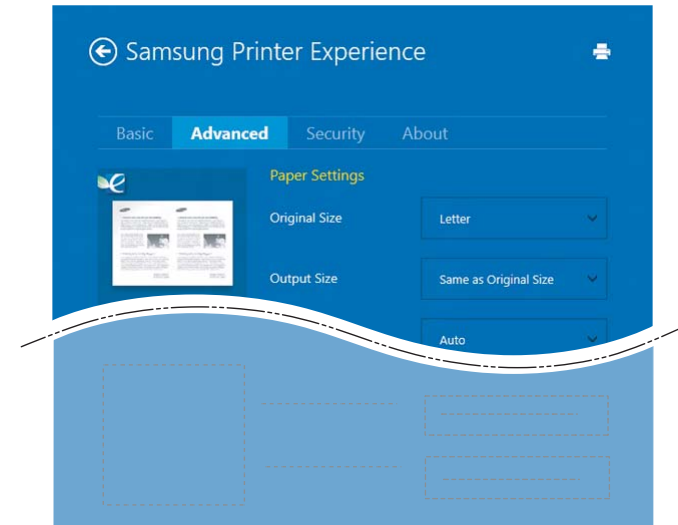 Samsung Printer Experience
Basic Advanced Security About
Paper Settings
Original Size Letter
Output Size Same as Original Size
Auto